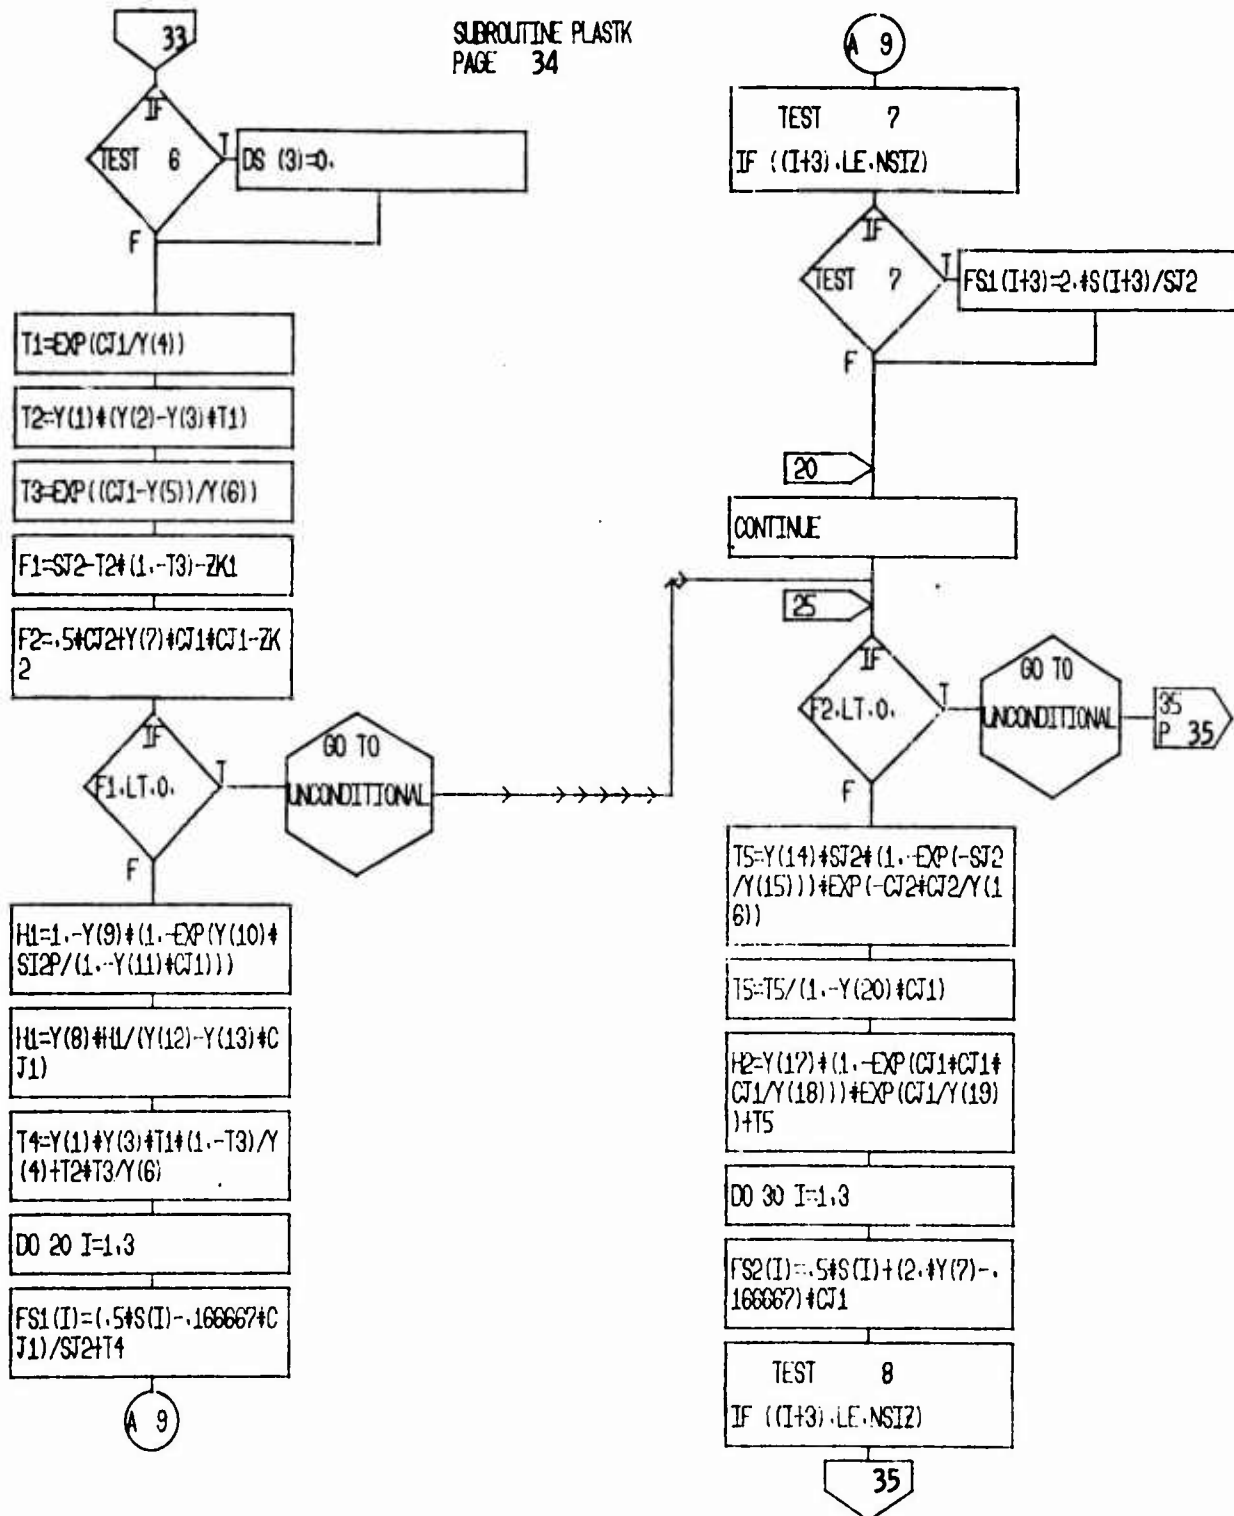 SUBROUTINE PLASTK
PAGE 34
33
IF
TEST 6
T
DS (3)=0.
F
T1=EXP(CJ1/Y(4))
T2=Y(1)*(Y(2)-Y(3)*T1)
T3=EXP((CJ1-Y(5))/Y(6))
F1=SJ2-T2*(1.-T3)-ZK1
F2=.5*CJ2+Y(7)*CJ1*CJ1-ZK
2
IF
F1.LT.0.
T
GO TO
UNCONDITIONAL
F
H1=1.-Y(9)*(1.-EXP(Y(10)*
SI2P/(1.-Y(11)*CJ1)))
H1=Y(8)*H1/(Y(12)-Y(13)*C
J1)
T4=Y(1)*Y(3)*T1*(1.-T3)/Y
(4)+T2*T3/Y(6)
DO 20 I=1,3
FS1(I)=(.5*S(I)-.166667*C
J1)/SJ2+T4
A 9
A 9
TEST 7
IF ((I+3).LE.NSIZ)
IF
TEST 7
T
FS1(I+3)=2.*S(I+3)/SJ2
F
20
CONTINUE
25
IF
F2.LT.0.
T
GO TO
UNCONDITIONAL
35
P 35
F
T5=Y(14)*SJ2*(1.-EXP(-SJ2
/Y(15)))*EXP(-CJ2*CJ2/Y(1
6))
T5=T5/(1.-Y(20)*CJ1)
H2=Y(17)*(1.-EXP(CJ1*CJ1*
CJ1/Y(18)))*EXP(CJ1/Y(19)
)+T5
DO 30 I=1,3
FS2(I)=.5*S(I)+(2.*Y(7)-.
166667)*CJ1
TEST 8
IF ((I+3).LE.NSIZ)
35